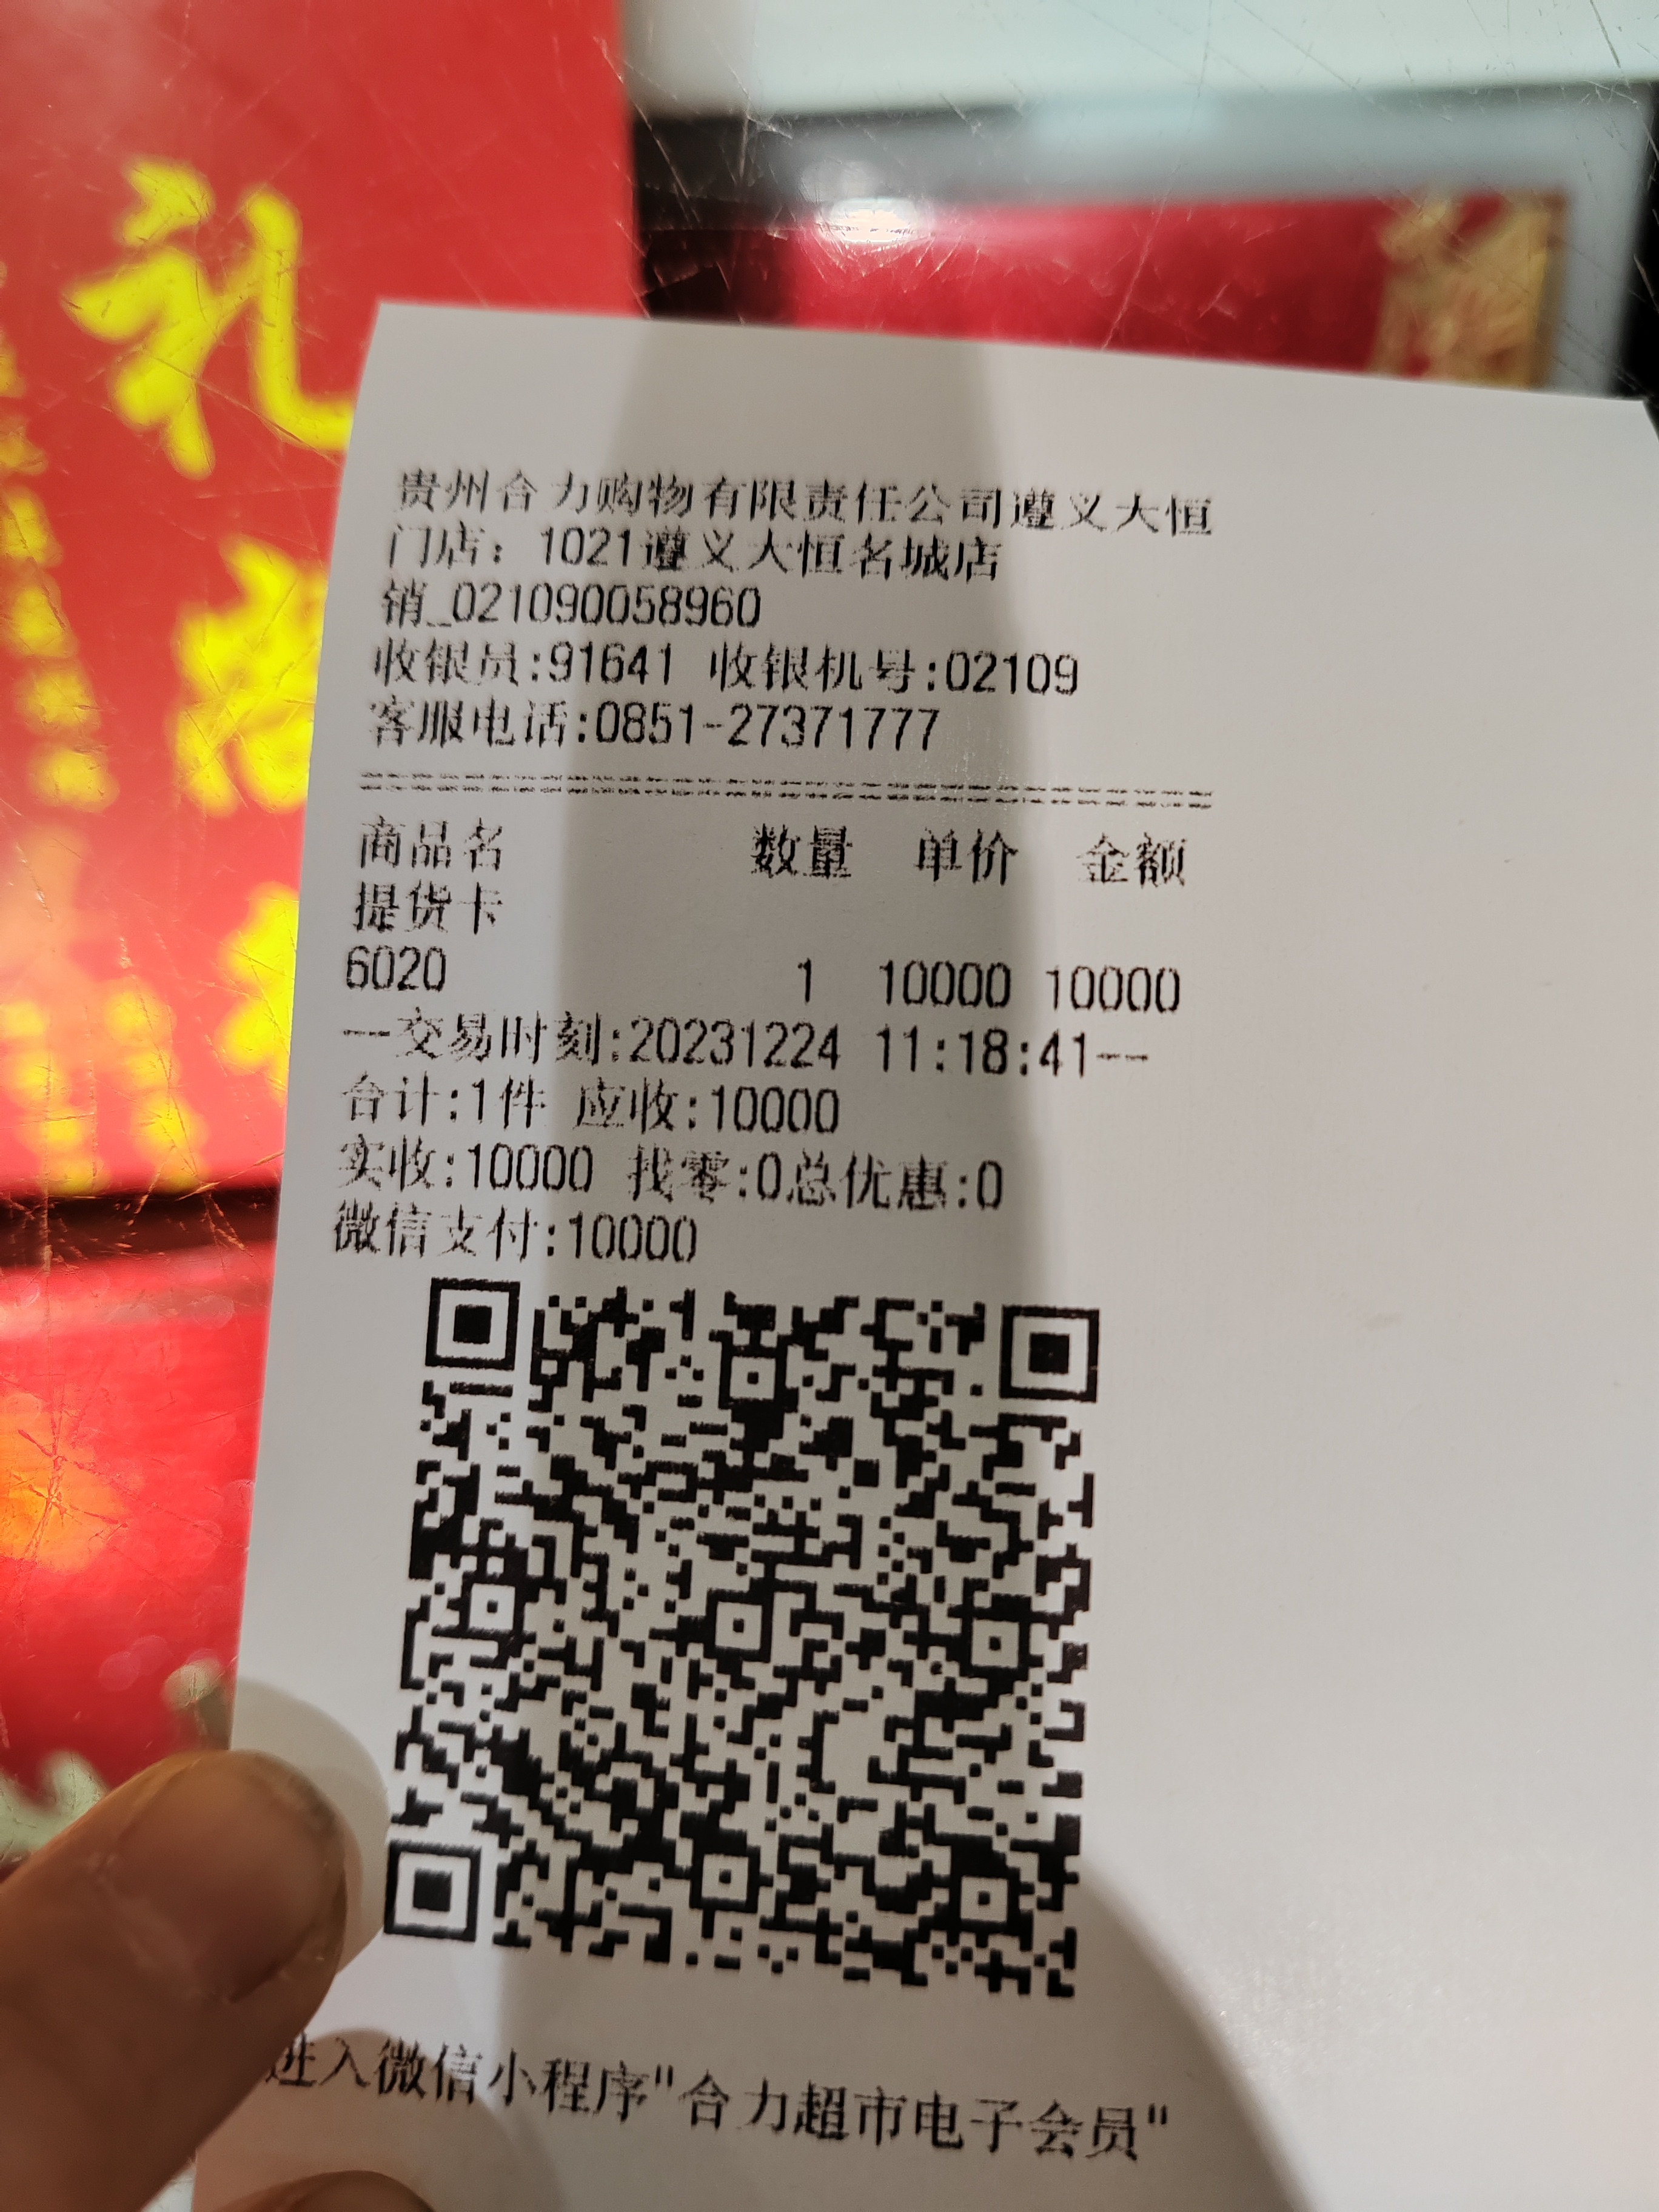 礼
贵州合力购物有限责任公司遵义大恒
门店：1021遵义大恒名城店
销_021090058960
收银员:91641 收银机号:02109
客服电话:0851-27371777
商品名 数量 单价 金额
提货卡
6020 1 10000 10000
--交易时刻:20231224 11:18:41--
合计:1件 应收:10000
实收:10000 找零:0总优惠:0
微信支付:10000
进入微信小程序"合力超市电子会员"